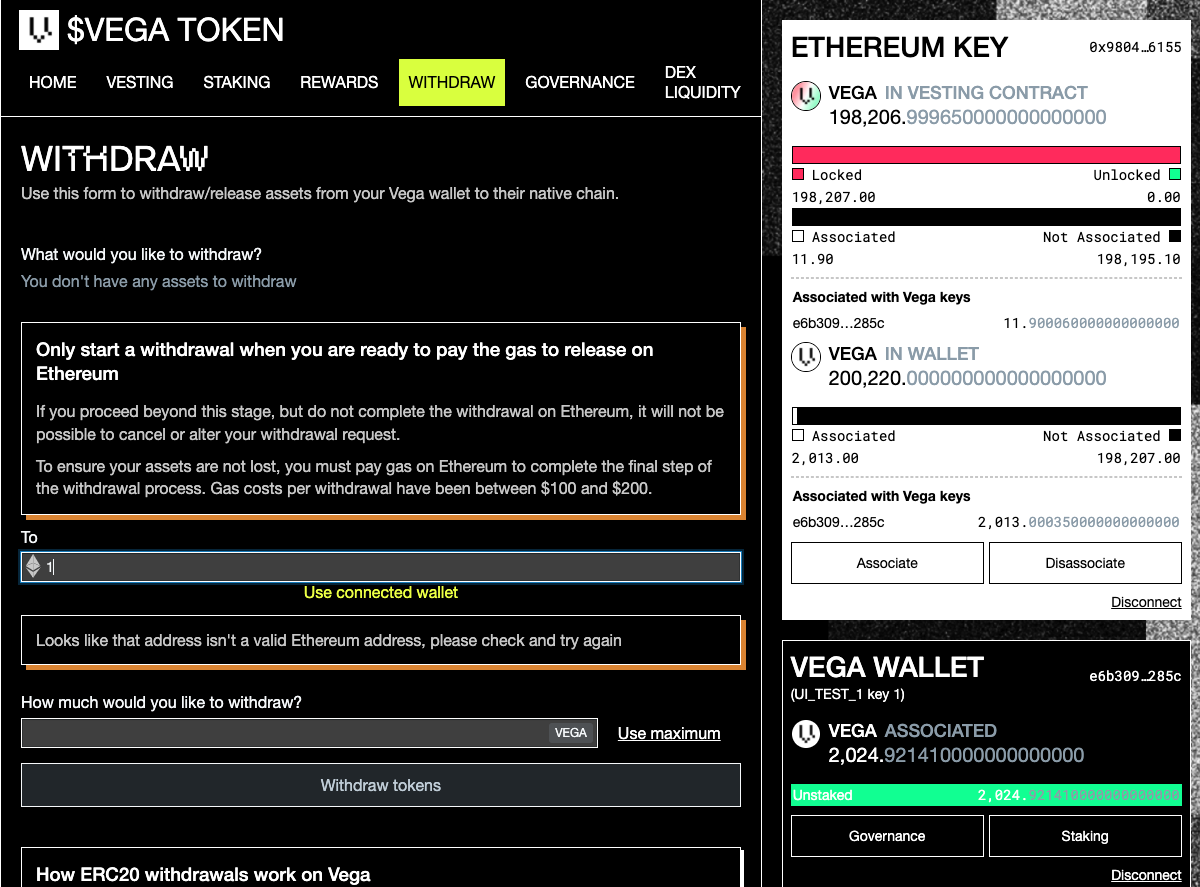 $VEGA TOKEN
HOME VESTING STAKING REWARDS WITHDRAW GOVERNANCE DEX LIQUIDITY
WITHDRAW
Use this form to withdraw/release assets from your Vega wallet to their native chain.
What would you like to withdraw?
You don't have any assets to withdraw
Only start a withdrawal when you are ready to pay the gas to release on
Ethereum
If you proceed beyond this stage, but do not complete the withdrawal on Ethereum, it will not be
possible to cancel or alter your withdrawal request.
To ensure your assets are not lost, you must pay gas on Ethereum to complete the final step of
the withdrawal process. Gas costs per withdrawal have been between $100 and $200.
To
1
Use connected wallet
Looks like that address isn't a valid Ethereum address, please check and try again
How much would you like to withdraw?
VEGA Use maximum
Withdraw tokens
How ERC20 withdrawals work on Vega
ETHEREUM KEY 0x9804…6155
VEGA IN VESTING CONTRACT
198,206.999650000000000000
Locked Unlocked
198,207.00 0.00
Associated Not Associated
11.90 198,195.10
Associated with Vega keys
e6b309…285c 11.900060000000000000
VEGA IN WALLET
200,220.000000000000000000
Associated Not Associated
2,013.00 198,207.00
Associated with Vega keys
e6b309…285c 2,013.000350000000000000
Associate Disassociate
Disconnect
VEGA WALLET e6b309…285c
(UI_TEST_1 key 1)
VEGA ASSOCIATED
2,024.921410000000000000
Unstaked 2,024.921410000000000000
Governance Staking
Disconnect